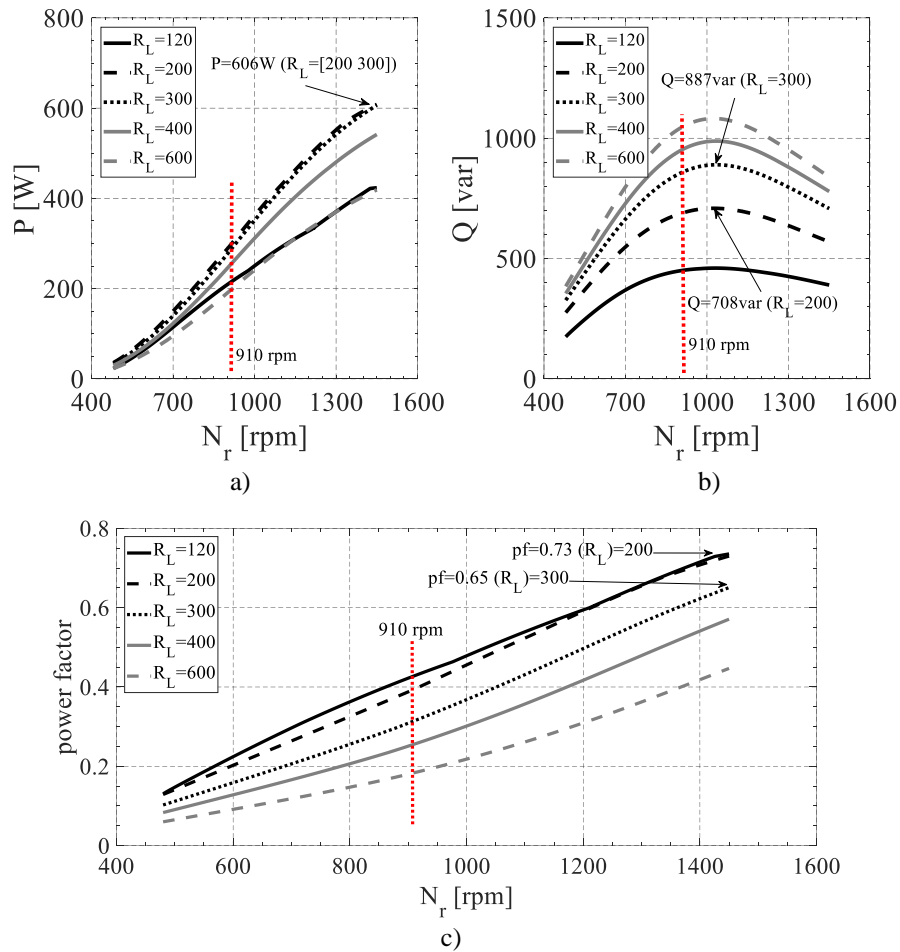 a)
P [W]
800
600
400
200
0
R_L=120
R_L=200
R_L=300
R_L=400
R_L=600
P=606W (R_L=[200 300])
910 rpm
400 700 1000 1300 1600
N_r [rpm]
a)
b)
Q [var]
1500
1000
500
0
R_L=120
R_L=200
R_L=300
R_L=400
R_L=600
Q=887var (R_L=300)
Q=708var (R_L=200)
910 rpm
400 700 1000 1300 1600
N_r [rpm]
b)
power factor
0.8
0.6
0.4
0.2
0
R_L=120
R_L=200
R_L=300
R_L=400
R_L=600
pf=0.73 (R_L)=200
pf=0.65 (R_L)=300
910 rpm
400 600 800 1000 1200 1400 1600
N_r [rpm]
c)